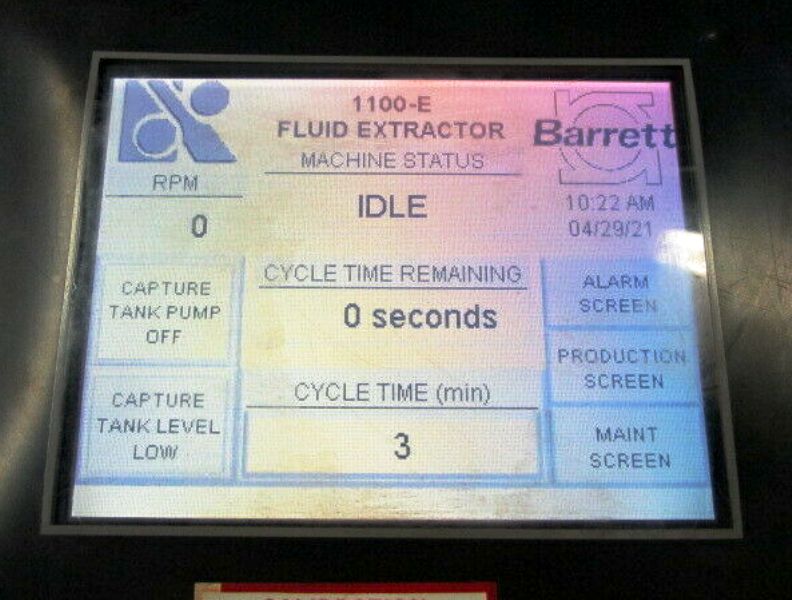 1100-E
FLUID EXTRACTOR
MACHINE STATUS
IDLE
Barrett
10:22 AM
04/29/21
RPM
0
CAPTURE
TANK PUMP
OFF
CAPTURE
TANK LEVEL
LOW
CYCLE TIME REMAINING
0 seconds
CYCLE TIME (min)
3
ALARM
SCREEN
PRODUCTION
SCREEN
MAINT
SCREEN